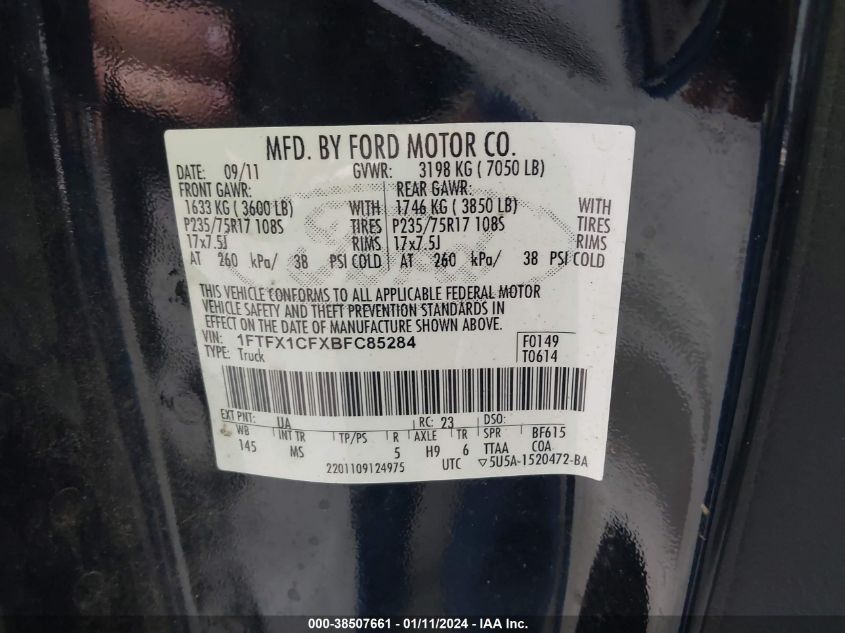 MFD. BY FORD MOTOR CO.
DATE: 09/11 GVWR: 3198 KG ( 7050 LB)
FRONT GAWR: REAR GAWR:
1633 KG ( 3600 LB) WITH 1746 KG ( 3850 LB) WITH
P235/75R17 108S TIRES P235/75R17 108S TIRES
17x7.5J RIMS 17x7.5J RIMS
AT 260 kPa/ 38 PSI COLD AT 260 kPa/ 38 PSI COLD
THIS VEHICLE CONFORMS TO ALL APPLICABLE FEDERAL MOTOR
VEHICLE SAFETY AND THEFT PREVENTION STANDARDS IN
EFFECT ON THE DATE OF MANUFACTURE SHOWN ABOVE.
VIN: 1FTFX1CFXBFC85284 F0149
TYPE: Truck T0614
EXT PNT: UA RC: 23 DSO:
WB INT TR TP/PS R AXLE TR SPR BF615
145 MS 5 H9 6 TTAA COA
2201109124975 UTC ▽5U5A-1520472-BA
000-38507661 - 01/11/2024 - www.iaai.com - Copyright IAA, Inc.